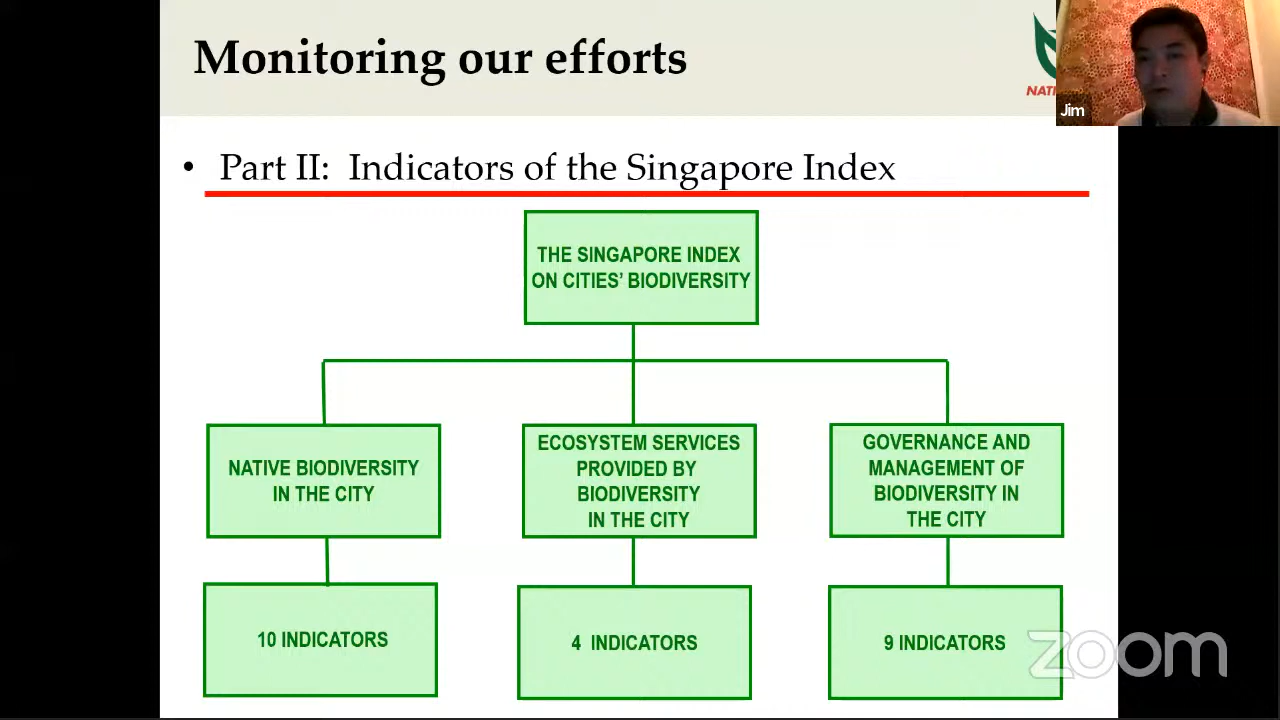 Monitoring our efforts
Jim
• Part II: Indicators of the Singapore Index
THE SINGAPORE INDEX
ON CITIES' BIODIVERSITY
NATIVE BIODIVERSITY
IN THE CITY
ECOSYSTEM SERVICES
PROVIDED BY
BIODIVERSITY
IN THE CITY
GOVERNANCE AND
MANAGEMENT OF
BIODIVERSITY IN
THE CITY
10 INDICATORS
4 INDICATORS
9 INDICATORS
zoom